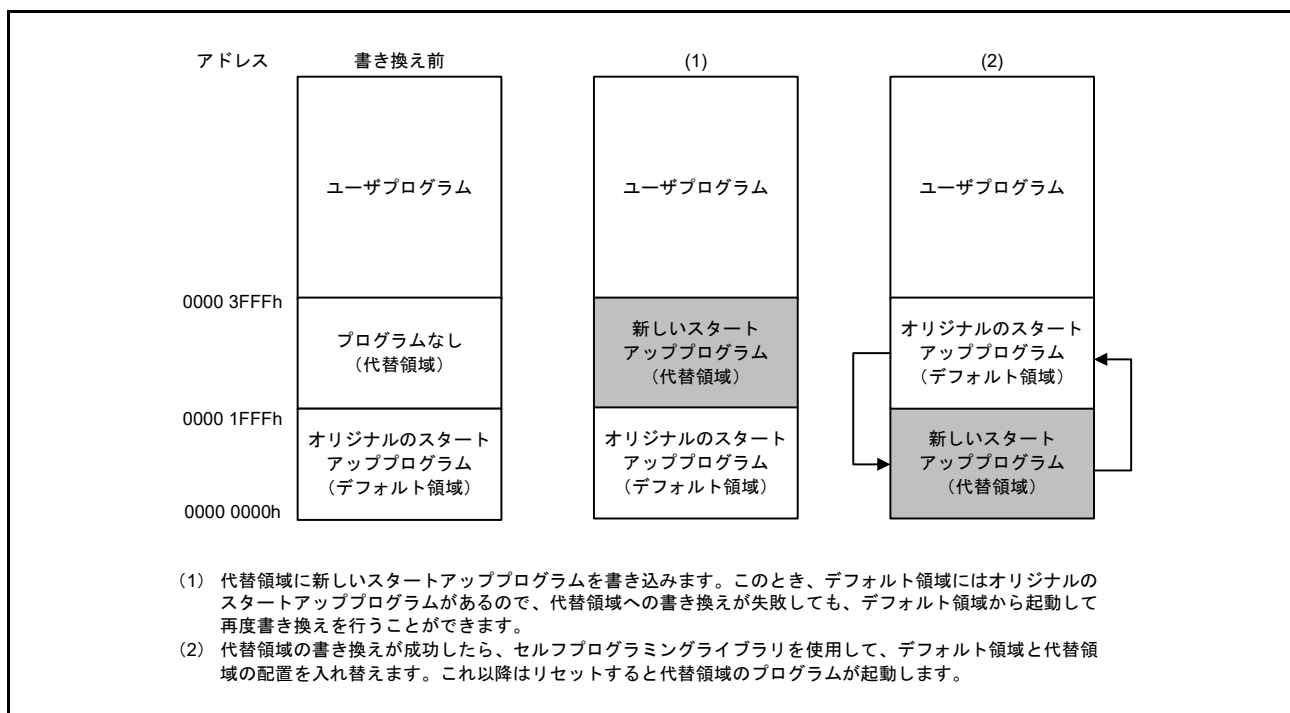 アドレス
書き換え前
(1)
(2)
ユーザプログラム
ユーザプログラム
ユーザプログラム
0000 3FFFh
プログラムなし
（代替領域）
新しいスタート
アッププログラム
（代替領域）
オリジナルのスタート
アッププログラム
（デフォルト領域）
0000 1FFFh
オリジナルのスタート
アッププログラム
（デフォルト領域）
オリジナルのスタート
アッププログラム
（デフォルト領域）
新しいスタート
アッププログラム
（代替領域）
0000 0000h
（1） 代替領域に新しいスタートアッププログラムを書き込みます。このとき、デフォルト領域にはオリジナルの
スタートアッププログラムがあるので、代替領域への書き換えが失敗しても、デフォルト領域から起動して
再度書き換えを行うことができます。
（2） 代替領域の書き換えが成功したら、セルフプログラミングライブラリを使用して、デフォルト領域と代替領
域の配置を入れ替えます。これ以降はリセットすると代替領域のプログラムが起動します。